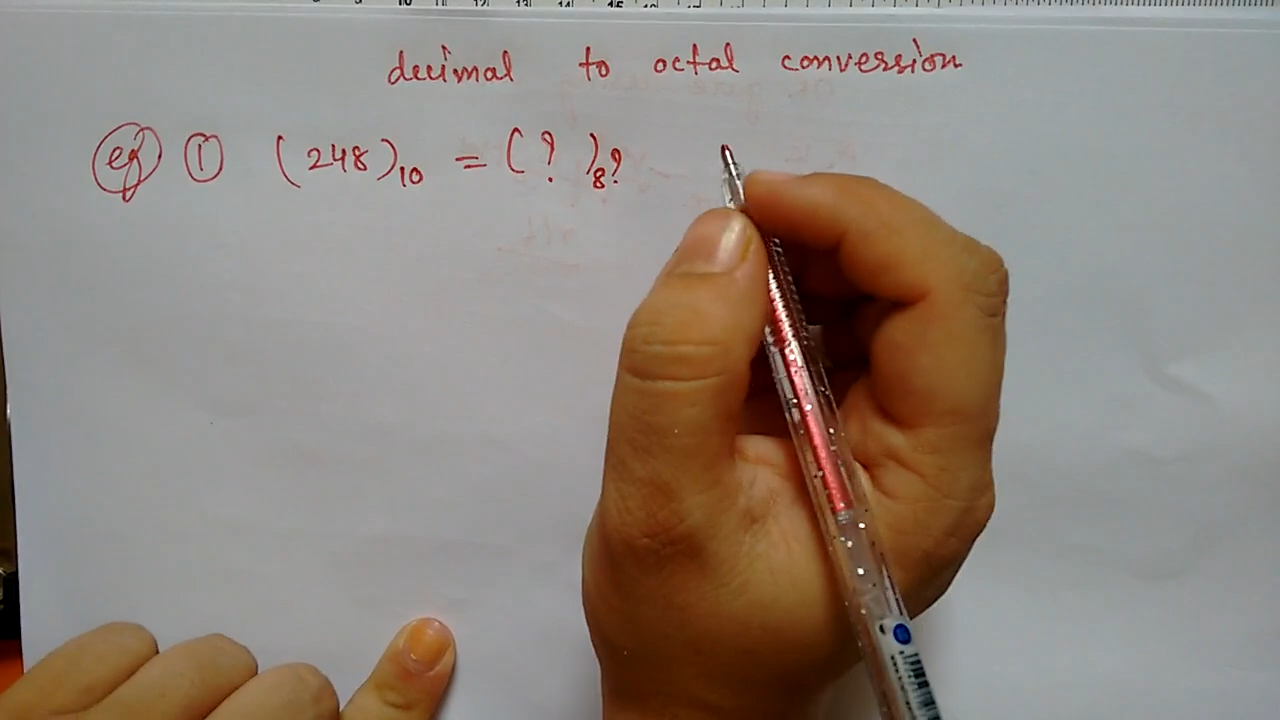 decimal to octal conversion
eg ① (248)₁₀ = (?)₈?